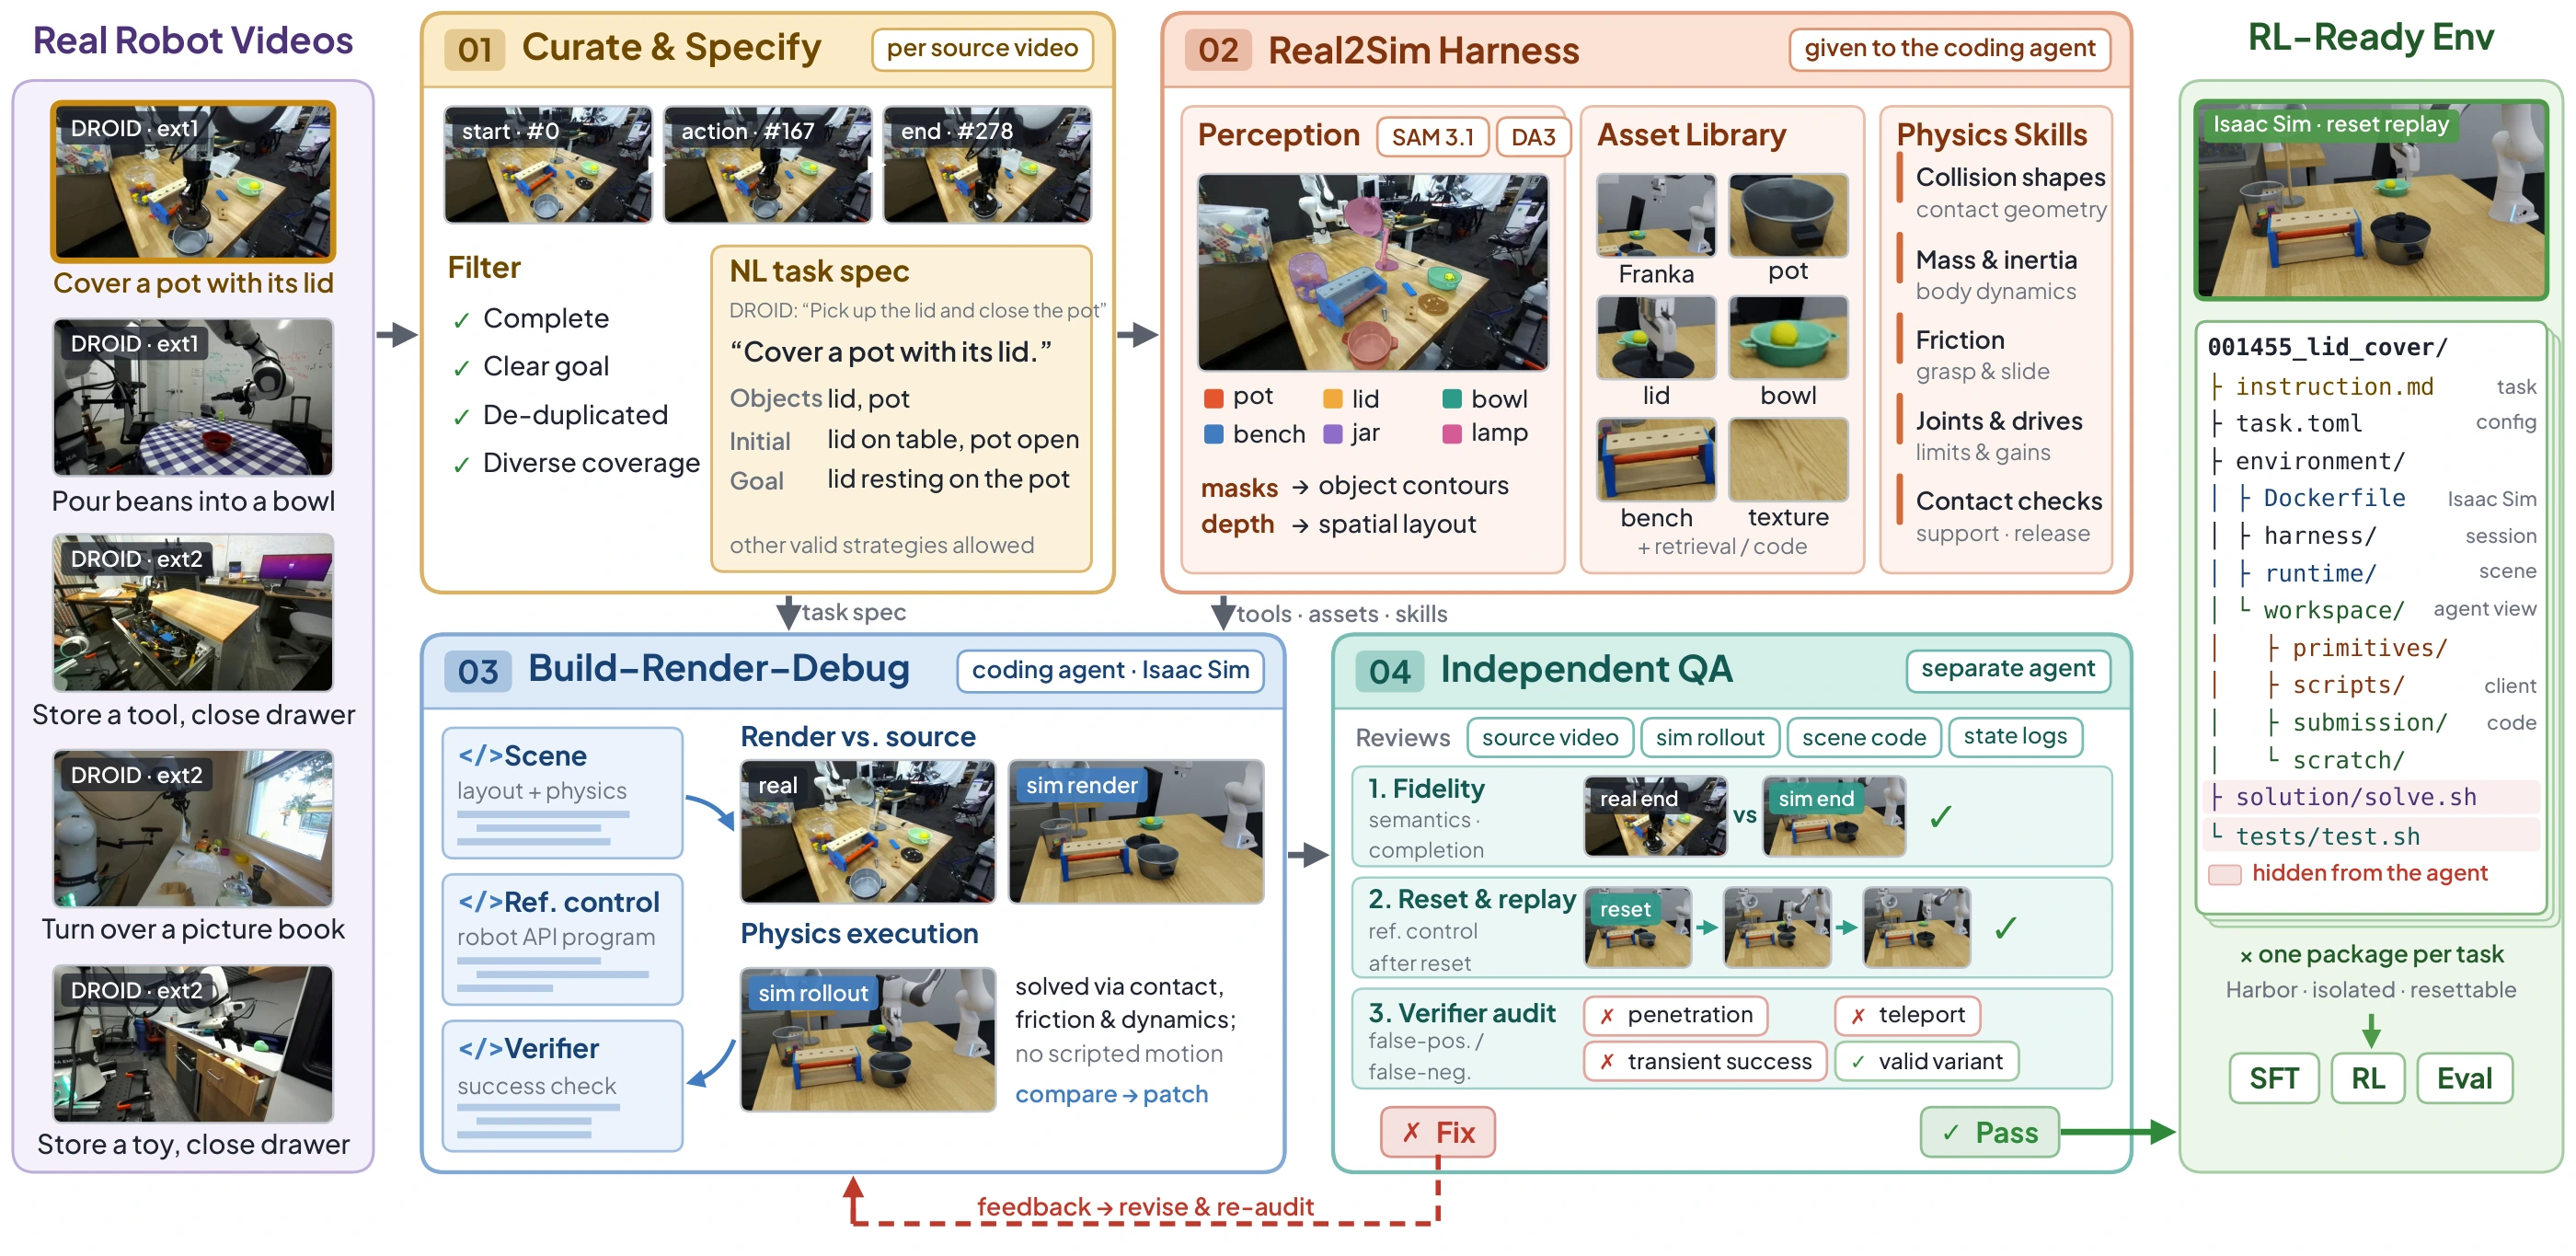 Real Robot Videos
DROID · ext1
Cover a pot with its lid
DROID · ext1
Pour beans into a bowl
DROID · ext2
Store a tool, close drawer
DROID · ext2
Turn over a picture book
DROID · ext2
Store a toy, close drawer
01 Curate & Specify per source video
start · #0 action · #167 end · #278
Filter
✓ Complete
✓ Clear goal
✓ De-duplicated
✓ Diverse coverage
NL task spec
DROID: “Pick up the lid and close the pot”
“Cover a pot with its lid.”
Objects lid, pot
Initial lid on table, pot open
Goal lid resting on the pot
other valid strategies allowed
02 Real2Sim Harness given to the coding agent
Perception SAM 3.1 DA3
pot lid bowl
bench jar lamp
masks → object contours
depth → spatial layout
Asset Library
Franka pot
lid bowl
bench texture
+ retrieval / code
Physics Skills
Collision shapes
contact geometry
Mass & inertia
body dynamics
Friction
grasp & slide
Joints & drives
limits & gains
Contact checks
support · release
task spec
tools · assets · skills
03 Build–Render–Debug coding agent · Isaac Sim
</>Scene
layout + physics
</>Ref. control
robot API program
</>Verifier
success check
Render vs. source
real sim render
Physics execution
sim rollout
solved via contact,
friction & dynamics;
no scripted motion
compare → patch
04 Independent QA separate agent
Reviews source video sim rollout scene code state logs
1. Fidelity
semantics ·
completion
real end vs sim end ✓
2. Reset & replay
ref. control
after reset
reset ✓
3. Verifier audit
false-pos. /
false-neg.
✗ penetration ✗ teleport
✗ transient success ✓ valid variant
✗ Fix ✓ Pass
feedback → revise & re-audit
RL-Ready Env
Isaac Sim · reset replay
001455_lid_cover/
├ instruction.md task
├ task.toml config
├ environment/
│ ├ Dockerfile Isaac Sim
│ ├ harness/ session
│ ├ runtime/ scene
│ └ workspace/ agent view
│ ├ primitives/
│ ├ scripts/ client
│ ├ submission/ code
│ └ scratch/
├ solution/solve.sh
└ tests/test.sh
hidden from the agent
× one package per task
Harbor · isolated · resettable
SFT RL Eval